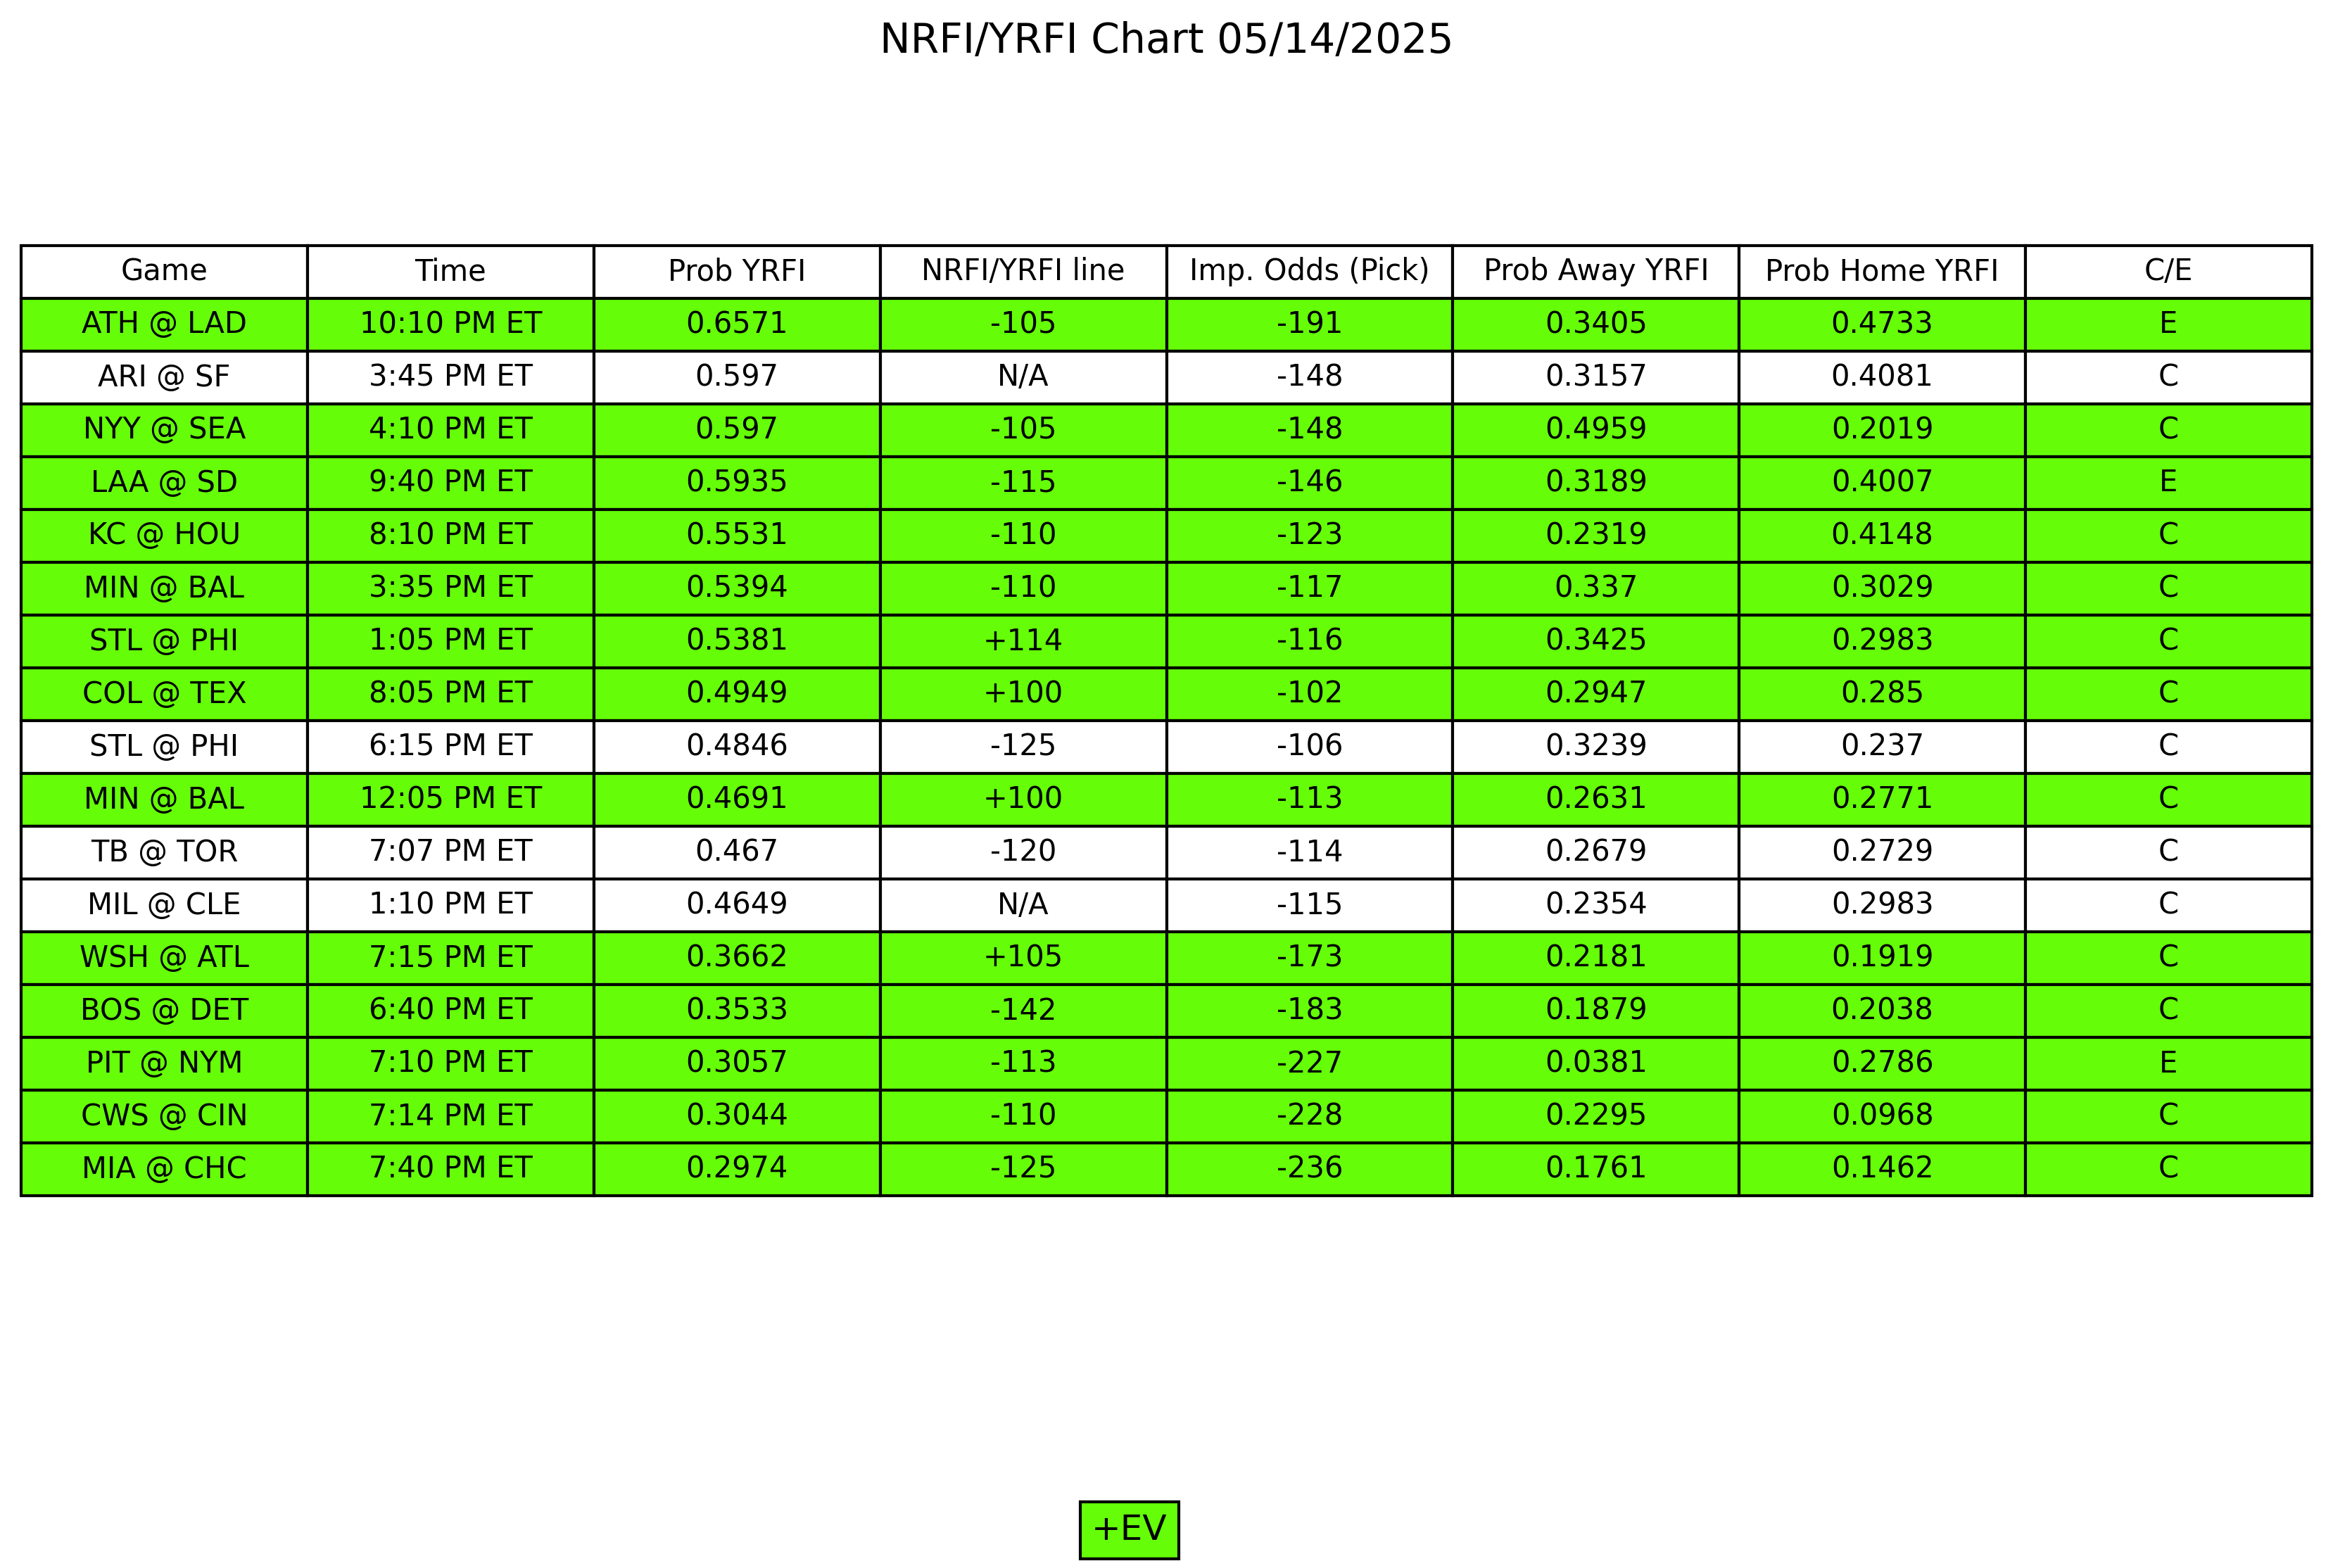 NRFI/YRFI Chart 05/14/2025
Game Time Prob YRFI NRFI/YRFI line Imp. Odds (Pick) Prob Away YRFI Prob Home YRFI C/E
ATH @ LAD 10:10 PM ET 0.6571 -105 -191 0.3405 0.4733 E
ARI @ SF 3:45 PM ET 0.597 N/A -148 0.3157 0.4081 C
NYY @ SEA 4:10 PM ET 0.597 -105 -148 0.4959 0.2019 C
LAA @ SD 9:40 PM ET 0.5935 -115 -146 0.3189 0.4007 E
KC @ HOU 8:10 PM ET 0.5531 -110 -123 0.2319 0.4148 C
MIN @ BAL 3:35 PM ET 0.5394 -110 -117 0.337 0.3029 C
STL @ PHI 1:05 PM ET 0.5381 +114 -116 0.3425 0.2983 C
COL @ TEX 8:05 PM ET 0.4949 +100 -102 0.2947 0.285 C
STL @ PHI 6:15 PM ET 0.4846 -125 -106 0.3239 0.237 C
MIN @ BAL 12:05 PM ET 0.4691 +100 -113 0.2631 0.2771 C
TB @ TOR 7:07 PM ET 0.467 -120 -114 0.2679 0.2729 C
MIL @ CLE 1:10 PM ET 0.4649 N/A -115 0.2354 0.2983 C
WSH @ ATL 7:15 PM ET 0.3662 +105 -173 0.2181 0.1919 C
BOS @ DET 6:40 PM ET 0.3533 -142 -183 0.1879 0.2038 C
PIT @ NYM 7:10 PM ET 0.3057 -113 -227 0.0381 0.2786 E
CWS @ CIN 7:14 PM ET 0.3044 -110 -228 0.2295 0.0968 C
MIA @ CHC 7:40 PM ET 0.2974 -125 -236 0.1761 0.1462 C
+EV